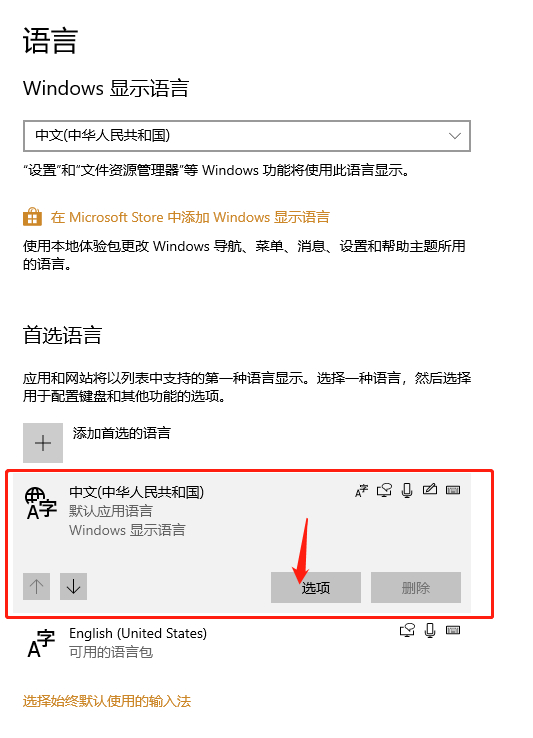 语言
Windows 显示语言
中文(中华人民共和国)
“设置”和“文件资源管理器”等 Windows 功能将使用此语言显示。
在 Microsoft Store 中添加 Windows 显示语言
使用本地体验包更改 Windows 导航、菜单、消息、设置和帮助主题所用
的语言。
首选语言
应用和网站将以列表中支持的第一种语言显示。选择一种语言，然后选择
用于配置键盘和其他功能的选项。
添加首选的语言
中文(中华人民共和国)
默认应用语言
Windows 显示语言
选项
删除
English (United States)
可用的语言包
选择始终默认使用的输入法